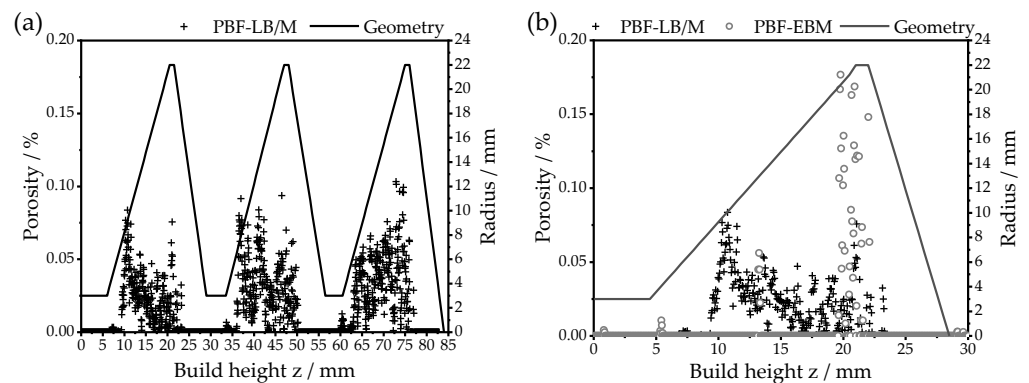 (a)
PBF-LB/M
Geometry
0.20
0.15
0.10
0.05
0.00
Porosity / %
24
22
20
18
16
14
12
10
8
6
4
2
0
Radius / mm
0 5 10 15 20 25 30 35 40 45 50 55 60 65 70 75 80 85
Build height z / mm
(b)
PBF-LB/M
PBF-EBM
Geometry
0.20
0.15
0.10
0.05
0.00
Porosity / %
24
22
20
18
16
14
12
10
8
6
4
2
0
Radius / mm
0 5 10 15 20 25 30
Build height z / mm